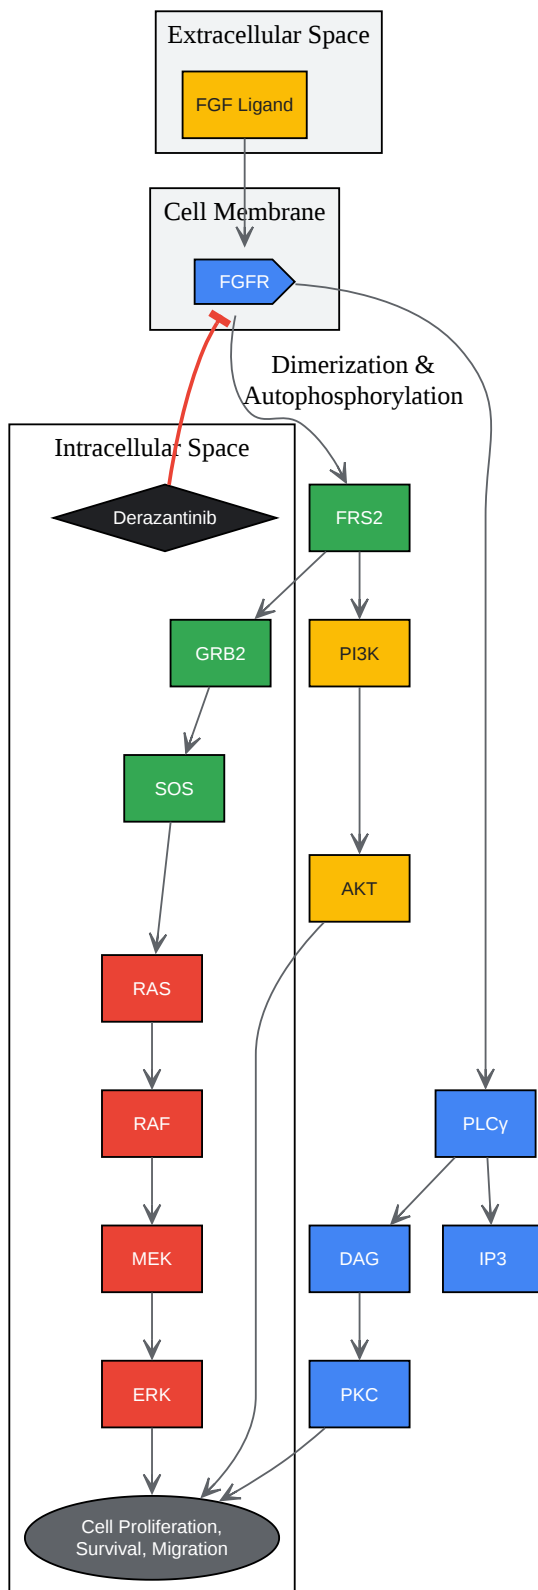 Extracellular Space
FGF Ligand
Cell Membrane
FGFR
Dimerization &
Autophosphorylation
Intracellular Space
Derazantinib
FRS2
GRB2
PI3K
SOS
AKT
RAS
RAF
PLCγ
MEK
DAG
IP3
ERK
PKC
Cell Proliferation,
Survival, Migration